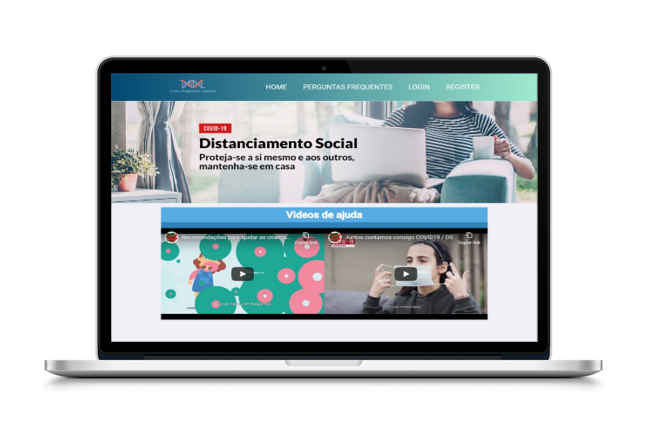 HOME PERGUNTAS FREQUENTES LOGIN REGISTER
COVID-19
Distanciamento Social
Proteja-se a si mesmo e aos outros,
mantenha-se em casa
Videos de ajuda
Recomendações para ajudar as crianç...
Copiar link
Juntos contamos consigo COVID19 / DS...
Copiar link